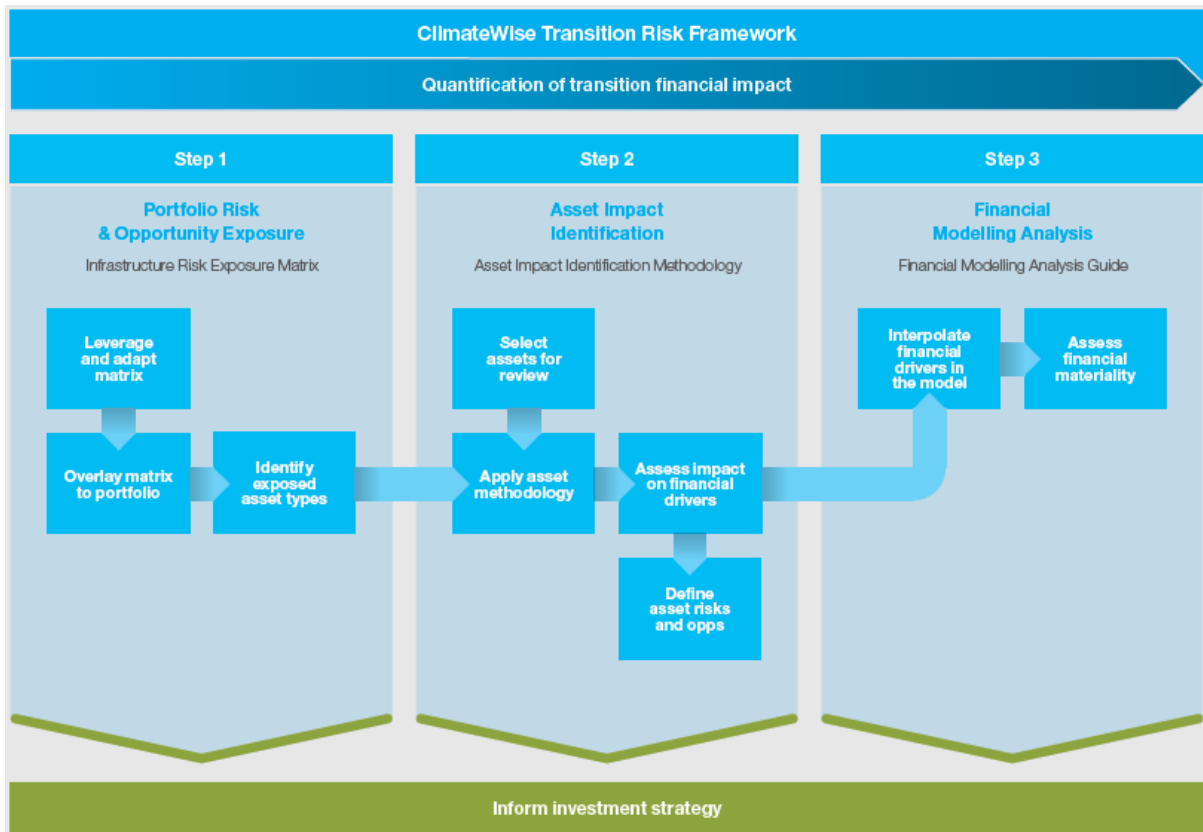 ClimateWise Transition Risk Framework
Quantification of transition financial impact
Step 1
Portfolio Risk
& Opportunity Exposure
Infrastructure Risk Exposure Matrix
Leverage
and adapt
matrix
Overlay matrix
to portfolio
Identify
exposed
asset types
Step 2
Asset Impact
Identification
Asset Impact Identification Methodology
Select
assets for
review
Apply asset
methodology
Assess impact
on financial
drivers
Define
asset risks
and opps
Step 3
Financial
Modelling Analysis
Financial Modelling Analysis Guide
Interpolate
financial
drivers in
the model
Assess
financial
materiality
Inform investment strategy